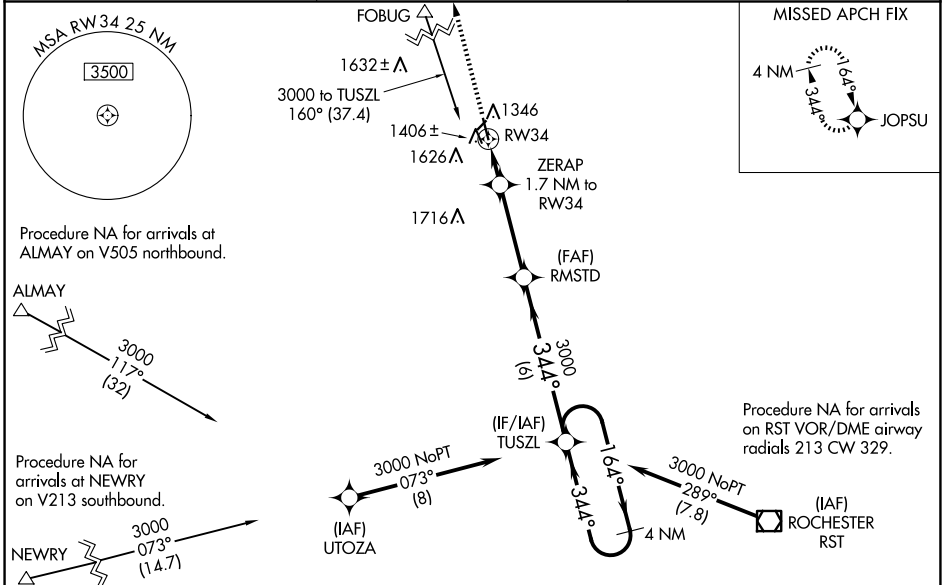 MSA RW34 25 NM
3500
Procedure NA for arrivals at
ALMAY on V505 northbound.
ALMAY
3000
117°
(32)
Procedure NA for
arrivals at NEWRY
on V213 southbound.
NEWRY
3000
073°
(14.7)
FOBUG
1632±
3000 to TUSZL
160° (37.4)
1346
1406±
RW34
1626
ZERAP
1.7 NM to
RW34
1716
(FAF)
RMSTD
3000
344°
(6)
(IF/IAF)
TUSZL
3000 NoPT
073°
(8)
(IAF)
UTOZA
164°
344°
4 NM
3000 NoPT
289°
(7.8)
(IAF)
ROCHESTER
RST
Procedure NA for arrivals
on RST VOR/DME airway
radials 213 CW 329.
MISSED APCH FIX
4 NM
164°
344°
JOPSU